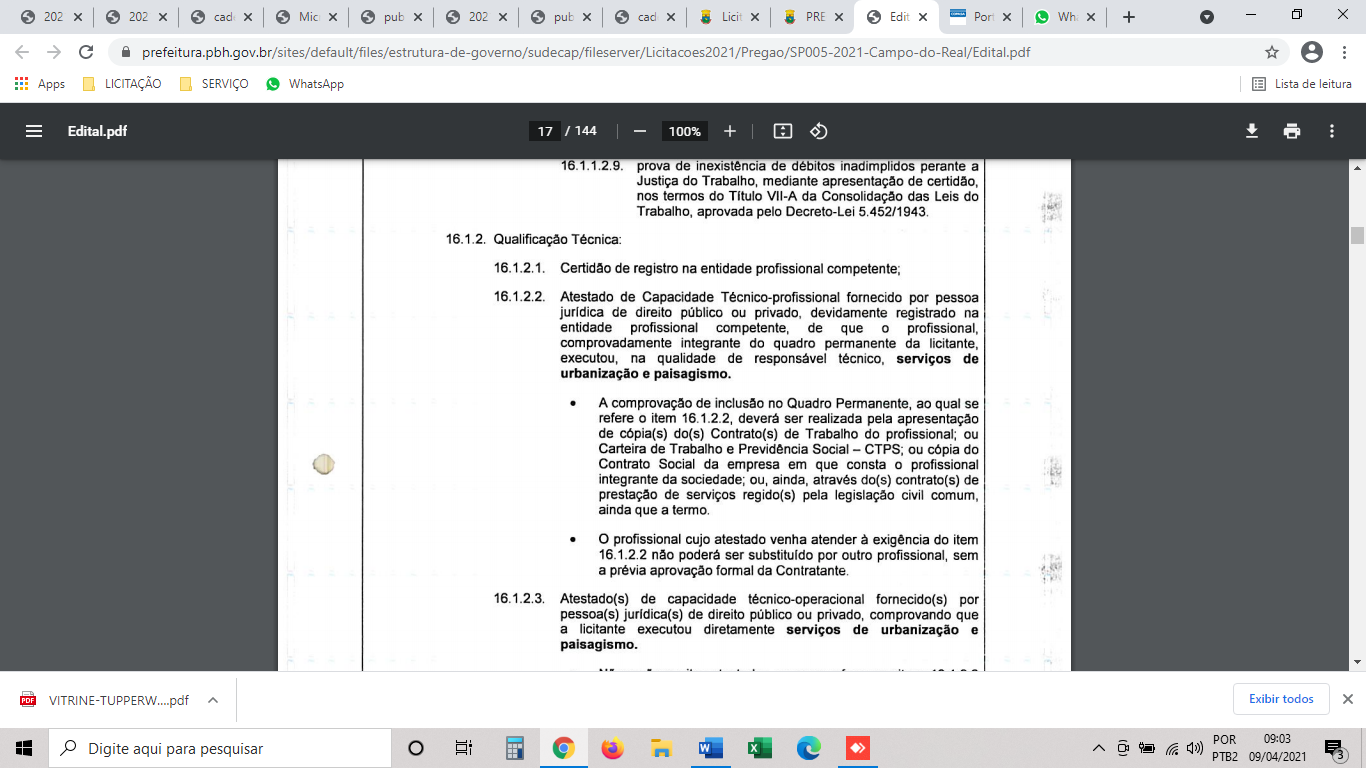 202
202
cade
Mic
pub
202
pub
cade
Licit
PRE
Edit
Port
Wha
prefeitura.pbh.gov.br/sites/default/files/estrutura-de-governo/sudecap/fileserver/Licitacoes2021/Pregao/SP005-2021-Campo-do-Real/Edital.pdf
Apps
LICITAÇÃO
SERVIÇO
WhatsApp
Lista de leitura
Edital.pdf
17 / 144
100%
16.1.1.2.9. prova de inexistência de débitos inadimplidos perante a
Justiça do Trabalho, mediante apresentação de certidão,
nos termos do Título VII-A da Consolidação das Leis do
Trabalho, aprovada pelo Decreto-Lei 5.452/1943.
16.1.2. Qualificação Técnica:
16.1.2.1. Certidão de registro na entidade profissional competente;
16.1.2.2. Atestado de Capacidade Técnico-profissional fornecido por pessoa
jurídica de direito público ou privado, devidamente registrado na
entidade profissional competente, de que o profissional,
comprovadamente integrante do quadro permanente da licitante,
executou, na qualidade de responsável técnico, serviços de
urbanização e paisagismo.
• A comprovação de inclusão no Quadro Permanente, ao qual se
refere o item 16.1.2.2, deverá ser realizada pela apresentação
de cópia(s) do(s) Contrato(s) de Trabalho do profissional; ou
Carteira de Trabalho e Previdência Social – CTPS; ou cópia do
Contrato Social da empresa em que consta o profissional
integrante da sociedade; ou, ainda, através do(s) contrato(s) de
prestação de serviços regido(s) pela legislação civil comum,
ainda que a termo.
• O profissional cujo atestado venha atender à exigência do item
16.1.2.2 não poderá ser substituído por outro profissional, sem
a prévia aprovação formal da Contratante.
16.1.2.3. Atestado(s) de capacidade técnico-operacional fornecido(s) por
pessoa(s) jurídica(s) de direito público ou privado, comprovando que
a licitante executou diretamente serviços de urbanização e
paisagismo.
VITRINE-TUPPERW....pdf
Exibir todos
Digite aqui para pesquisar
POR
PTB2
09:03
09/04/2021
3